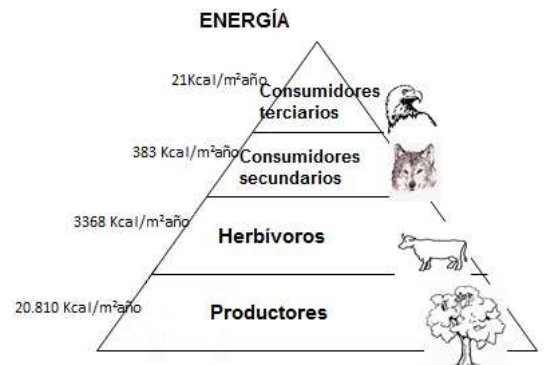 ENERGÍA
21Kcal/m²año
Consumidores
terciarios
383 Kcal/m²año
Consumidores
secundarios
3368 Kcal/m²año
Herbívoros
20.810 Kcal/m²año
Productores